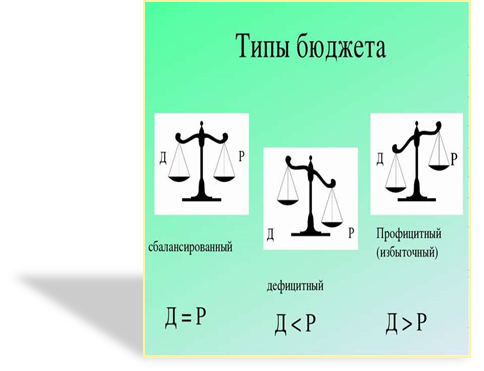 Типы бюджета
Д Р
сбалансированный
Д = Р
Д Р
дефицитный
Д < Р
Д Р
Профицитный
(избыточный)
Д > Р